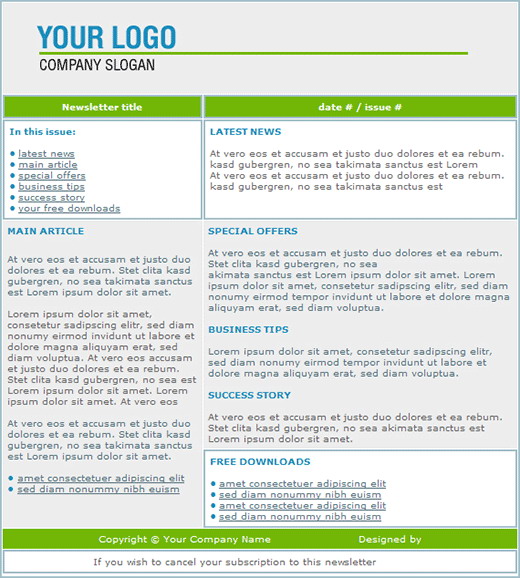 YOUR LOGO
COMPANY SLOGAN
Newsletter title
date # / issue #
In this issue:
latest news
main article
special offers
business tips
success story
your free downloads
LATEST NEWS
At vero eos et accusam et justo duo dolores et ea rebum.
kasd gubergren, no sea takimata sanctus est Lorem
At vero eos et accusam et justo duo dolores et ea rebum.
kasd gubergren, no sea takimata sanctus est
MAIN ARTICLE
At vero eos et accusam et justo duo
dolores et ea rebum. Stet clita kasd
gubergren, no sea takimata sanctus
est Lorem ipsum dolor sit amet.
Lorem ipsum dolor sit amet,
consetetur sadipscing elitr, sed diam
nonumy eirmod tempor invidunt ut
labore et dolore magna
aliquyam erat, sed
diam voluptua. At vero eos accusam
et justo duo dolores et ea rebum.
Stet clita kasd gubergren, no sea est
Lorem ipsum dolor sit amet. Lorem
ipsum dolor sit amet. At vero eos
At vero eos et accusam et justo duo
dolores et ea rebum. Stet clita kasd
gubergren, no sea takimata sanctus
est Lorem ipsum dolor sit amet.
amet consectetuer adipiscing elit
sed diam nonummy nibh euism
SPECIAL OFFERS
At vero eos et accusam et justo duo dolores et ea rebum.
Stet clita kasd gubergren, no sea
akimata sanctus est Lorem ipsum dolor sit amet. Lorem
ipsum dolor sit amet, consetetur sadipscing elitr, sed diam
nonumy eirmod tempor invidunt ut labore et dolore magna
aliquyam erat, sed diam voluptua.
BUSINESS TIPS
Lorem ipsum dolor sit amet, consetetur sadipscing elitr,
sed diam nonumy eirmod tempor invidunt ut labore et
dolore magna aliquyam erat, sed diam voluptua.
SUCCESS STORY
At vero eos et accusam et justo duo dolores et ea rebum.
Stet clita kasd gubergren, no sea akimata sanctus est
Lorem ipsum dolor sit amet.
FREE DOWNLOADS
amet consectetuer adipiscing elit
sed diam nonummy nibh euism
amet consectetuer adipiscing elit
sed diam nonummy nibh euism
Copyright © Your Company Name Designed by
If you wish to cancel your subscription to this newsletter